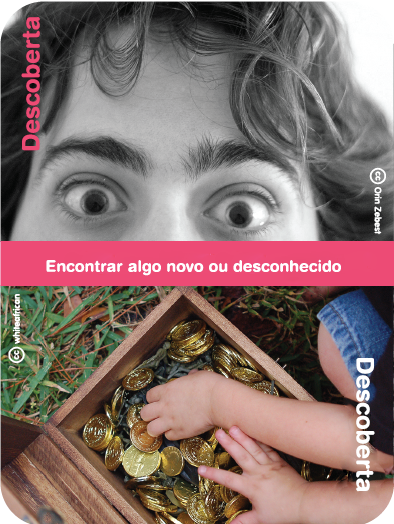 Descoberta
cc Orin Zebest
Encontrar algo novo ou desconhecido
cc whiteafrican
Descoberta